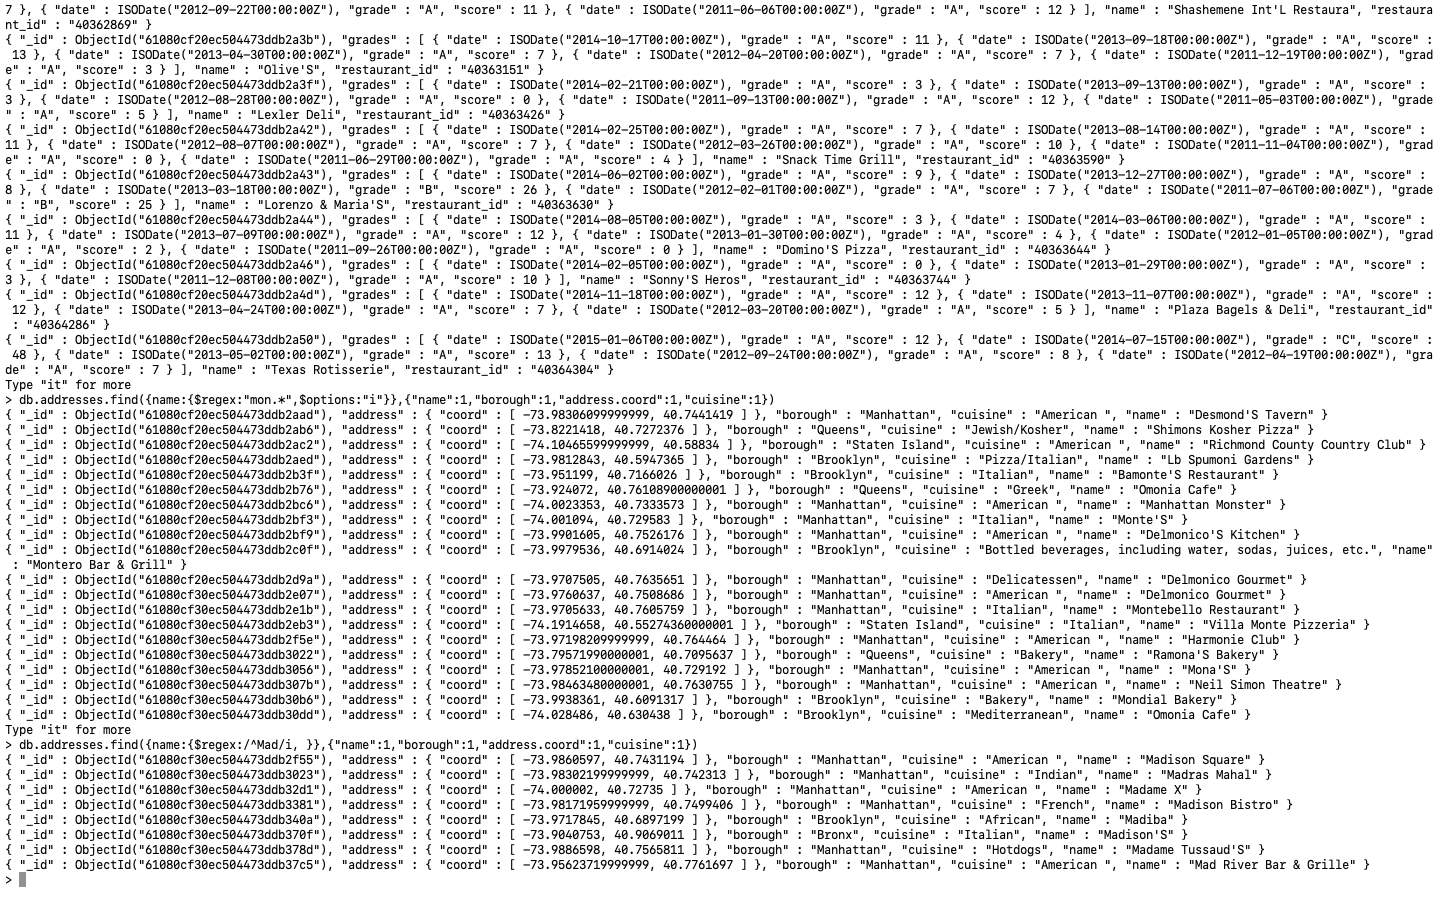 7 }, { "date" : ISODate("2012-09-22T00:00:00Z"), "grade" : "A", "score" : 11 }, { "date" : ISODate("2011-06-06T00:00:00Z"), "grade" : "A", "score" : 12 } ], "name" : "Shashemene Int'L Restaura", "restaura
nt_id" : "40362869" }
{ "_id" : ObjectId("61080cf20ec504473ddb2a3b"), "grades" : [ { "date" : ISODate("2014-10-17T00:00:00Z"), "grade" : "A", "score" : 11 }, { "date" : ISODate("2013-09-18T00:00:00Z"), "grade" : "A", "score" :
 13 }, { "date" : ISODate("2013-04-30T00:00:00Z"), "grade" : "A", "score" : 7 }, { "date" : ISODate("2012-04-20T00:00:00Z"), "grade" : "A", "score" : 7 }, { "date" : ISODate("2011-12-19T00:00:00Z"), "grad
e" : "A", "score" : 3 } ], "name" : "Olive'S", "restaurant_id" : "40363151" }
{ "_id" : ObjectId("61080cf20ec504473ddb2a3f"), "grades" : [ { "date" : ISODate("2014-02-21T00:00:00Z"), "grade" : "A", "score" : 3 }, { "date" : ISODate("2013-09-13T00:00:00Z"), "grade" : "A", "score" :
3 }, { "date" : ISODate("2012-08-28T00:00:00Z"), "grade" : "A", "score" : 0 }, { "date" : ISODate("2011-09-13T00:00:00Z"), "grade" : "A", "score" : 12 }, { "date" : ISODate("2011-05-03T00:00:00Z"), "grade
" : "A", "score" : 5 } ], "name" : "Lexler Deli", "restaurant_id" : "40363426" }
{ "_id" : ObjectId("61080cf20ec504473ddb2a42"), "grades" : [ { "date" : ISODate("2014-02-25T00:00:00Z"), "grade" : "A", "score" : 7 }, { "date" : ISODate("2013-08-14T00:00:00Z"), "grade" : "A", "score" :
11 }, { "date" : ISODate("2012-08-07T00:00:00Z"), "grade" : "A", "score" : 7 }, { "date" : ISODate("2012-03-26T00:00:00Z"), "grade" : "A", "score" : 10 }, { "date" : ISODate("2011-11-04T00:00:00Z"), "grad
e" : "A", "score" : 0 }, { "date" : ISODate("2011-06-29T00:00:00Z"), "grade" : "A", "score" : 4 } ], "name" : "Snack Time Grill", "restaurant_id" : "40363590" }
{ "_id" : ObjectId("61080cf20ec504473ddb2a43"), "grades" : [ { "date" : ISODate("2014-06-02T00:00:00Z"), "grade" : "A", "score" : 9 }, { "date" : ISODate("2013-12-27T00:00:00Z"), "grade" : "A", "score" :
8 }, { "date" : ISODate("2013-03-18T00:00:00Z"), "grade" : "B", "score" : 26 }, { "date" : ISODate("2012-02-01T00:00:00Z"), "grade" : "A", "score" : 7 }, { "date" : ISODate("2011-07-06T00:00:00Z"), "grade
" : "B", "score" : 25 } ], "name" : "Lorenzo & Maria'S", "restaurant_id" : "40363630" }
{ "_id" : ObjectId("61080cf20ec504473ddb2a44"), "grades" : [ { "date" : ISODate("2014-08-05T00:00:00Z"), "grade" : "A", "score" : 3 }, { "date" : ISODate("2014-03-06T00:00:00Z"), "grade" : "A", "score" :
11 }, { "date" : ISODate("2013-07-09T00:00:00Z"), "grade" : "A", "score" : 12 }, { "date" : ISODate("2013-01-30T00:00:00Z"), "grade" : "A", "score" : 4 }, { "date" : ISODate("2012-01-05T00:00:00Z"), "grad
e" : "A", "score" : 2 }, { "date" : ISODate("2011-09-26T00:00:00Z"), "grade" : "A", "score" : 0 } ], "name" : "Domino'S Pizza", "restaurant_id" : "40363644" }
{ "_id" : ObjectId("61080cf20ec504473ddb2a46"), "grades" : [ { "date" : ISODate("2014-02-05T00:00:00Z"), "grade" : "A", "score" : 0 }, { "date" : ISODate("2013-01-29T00:00:00Z"), "grade" : "A", "score" :
3 }, { "date" : ISODate("2011-12-08T00:00:00Z"), "grade" : "A", "score" : 10 } ], "name" : "Sonny'S Heros", "restaurant_id" : "40363744" }
{ "_id" : ObjectId("61080cf20ec504473ddb2a4d"), "grades" : [ { "date" : ISODate("2014-11-18T00:00:00Z"), "grade" : "A", "score" : 12 }, { "date" : ISODate("2013-11-07T00:00:00Z"), "grade" : "A", "score" :
 12 }, { "date" : ISODate("2013-04-24T00:00:00Z"), "grade" : "A", "score" : 7 }, { "date" : ISODate("2012-03-20T00:00:00Z"), "grade" : "A", "score" : 5 } ], "name" : "Plaza Bagels & Deli", "restaurant_id"
 : "40364286" }
{ "_id" : ObjectId("61080cf20ec504473ddb2a50"), "grades" : [ { "date" : ISODate("2015-01-06T00:00:00Z"), "grade" : "A", "score" : 12 }, { "date" : ISODate("2014-07-15T00:00:00Z"), "grade" : "C", "score" :
 48 }, { "date" : ISODate("2013-05-02T00:00:00Z"), "grade" : "A", "score" : 13 }, { "date" : ISODate("2012-09-24T00:00:00Z"), "grade" : "A", "score" : 8 }, { "date" : ISODate("2012-04-19T00:00:00Z"), "gra
de" : "A", "score" : 7 } ], "name" : "Texas Rotisserie", "restaurant_id" : "40364304" }
Type "it" for more
> db.addresses.find({name:{$regex:"mon.*",$options:"i"}},{"name":1,"borough":1,"address.coord":1,"cuisine":1})
{ "_id" : ObjectId("61080cf20ec504473ddb2aad"), "address" : { "coord" : [ -73.98306099999999, 40.7441419 ] }, "borough" : "Manhattan", "cuisine" : "American ", "name" : "Desmond'S Tavern" }
{ "_id" : ObjectId("61080cf20ec504473ddb2ab6"), "address" : { "coord" : [ -73.8221418, 40.7272376 ] }, "borough" : "Queens", "cuisine" : "Jewish/Kosher", "name" : "Shimons Kosher Pizza" }
{ "_id" : ObjectId("61080cf20ec504473ddb2ac2"), "address" : { "coord" : [ -74.10465599999999, 40.58834 ] }, "borough" : "Staten Island", "cuisine" : "American ", "name" : "Richmond County Country Club" }
{ "_id" : ObjectId("61080cf20ec504473ddb2aed"), "address" : { "coord" : [ -73.9812843, 40.5947365 ] }, "borough" : "Brooklyn", "cuisine" : "Pizza/Italian", "name" : "Lb Spumoni Gardens" }
{ "_id" : ObjectId("61080cf20ec504473ddb2b3f"), "address" : { "coord" : [ -73.951199, 40.7166026 ] }, "borough" : "Brooklyn", "cuisine" : "Italian", "name" : "Bamonte'S Restaurant" }
{ "_id" : ObjectId("61080cf20ec504473ddb2b76"), "address" : { "coord" : [ -73.924072, 40.76108900000001 ] }, "borough" : "Queens", "cuisine" : "Greek", "name" : "Omonia Cafe" }
{ "_id" : ObjectId("61080cf20ec504473ddb2bc6"), "address" : { "coord" : [ -74.0023353, 40.7333573 ] }, "borough" : "Manhattan", "cuisine" : "American ", "name" : "Manhattan Monster" }
{ "_id" : ObjectId("61080cf20ec504473ddb2bf3"), "address" : { "coord" : [ -74.001094, 40.729583 ] }, "borough" : "Manhattan", "cuisine" : "Italian", "name" : "Monte'S" }
{ "_id" : ObjectId("61080cf20ec504473ddb2bf9"), "address" : { "coord" : [ -73.9901605, 40.7526176 ] }, "borough" : "Manhattan", "cuisine" : "American ", "name" : "Delmonico'S Kitchen" }
{ "_id" : ObjectId("61080cf20ec504473ddb2c0f"), "address" : { "coord" : [ -73.9979536, 40.6914024 ] }, "borough" : "Brooklyn", "cuisine" : "Bottled beverages, including water, sodas, juices, etc.", "name"
 : "Montero Bar & Grill" }
{ "_id" : ObjectId("61080cf20ec504473ddb2d9a"), "address" : { "coord" : [ -73.9707505, 40.7635651 ] }, "borough" : "Manhattan", "cuisine" : "Delicatessen", "name" : "Delmonico Gourmet" }
{ "_id" : ObjectId("61080cf30ec504473ddb2e07"), "address" : { "coord" : [ -73.9760637, 40.7508686 ] }, "borough" : "Manhattan", "cuisine" : "American ", "name" : "Delmonico Gourmet" }
{ "_id" : ObjectId("61080cf30ec504473ddb2e1b"), "address" : { "coord" : [ -73.9705633, 40.7605759 ] }, "borough" : "Manhattan", "cuisine" : "Italian", "name" : "Montebello Restaurant" }
{ "_id" : ObjectId("61080cf30ec504473ddb2eb3"), "address" : { "coord" : [ -74.1914658, 40.55274360000001 ] }, "borough" : "Staten Island", "cuisine" : "Italian", "name" : "Villa Monte Pizzeria" }
{ "_id" : ObjectId("61080cf30ec504473ddb2f5e"), "address" : { "coord" : [ -73.97198209999999, 40.764464 ] }, "borough" : "Manhattan", "cuisine" : "American ", "name" : "Harmonie Club" }
{ "_id" : ObjectId("61080cf30ec504473ddb3022"), "address" : { "coord" : [ -73.79571990000001, 40.7095637 ] }, "borough" : "Queens", "cuisine" : "Bakery", "name" : "Ramona'S Bakery" }
{ "_id" : ObjectId("61080cf30ec504473ddb3056"), "address" : { "coord" : [ -73.97852100000001, 40.729192 ] }, "borough" : "Manhattan", "cuisine" : "American ", "name" : "Mona'S" }
{ "_id" : ObjectId("61080cf30ec504473ddb307b"), "address" : { "coord" : [ -73.98463480000001, 40.7630755 ] }, "borough" : "Manhattan", "cuisine" : "American ", "name" : "Neil Simon Theatre" }
{ "_id" : ObjectId("61080cf30ec504473ddb30b6"), "address" : { "coord" : [ -73.9938361, 40.6091317 ] }, "borough" : "Brooklyn", "cuisine" : "Bakery", "name" : "Mondial Bakery" }
{ "_id" : ObjectId("61080cf30ec504473ddb30dd"), "address" : { "coord" : [ -74.028486, 40.630438 ] }, "borough" : "Brooklyn", "cuisine" : "Mediterranean", "name" : "Omonia Cafe" }
Type "it" for more
> db.addresses.find({name:{$regex:/^Mad/i, }},{"name":1,"borough":1,"address.coord":1,"cuisine":1})
{ "_id" : ObjectId("61080cf30ec504473ddb2f55"), "address" : { "coord" : [ -73.9860597, 40.7431194 ] }, "borough" : "Manhattan", "cuisine" : "American ", "name" : "Madison Square" }
{ "_id" : ObjectId("61080cf30ec504473ddb3023"), "address" : { "coord" : [ -73.98302199999999, 40.742313 ] }, "borough" : "Manhattan", "cuisine" : "Indian", "name" : "Madras Mahal" }
{ "_id" : ObjectId("61080cf30ec504473ddb32d1"), "address" : { "coord" : [ -74.000002, 40.72735 ] }, "borough" : "Manhattan", "cuisine" : "American ", "name" : "Madame X" }
{ "_id" : ObjectId("61080cf30ec504473ddb3381"), "address" : { "coord" : [ -73.98171959999999, 40.7499406 ] }, "borough" : "Manhattan", "cuisine" : "French", "name" : "Madison Bistro" }
{ "_id" : ObjectId("61080cf30ec504473ddb340a"), "address" : { "coord" : [ -73.9717845, 40.6897199 ] }, "borough" : "Brooklyn", "cuisine" : "African", "name" : "Madiba" }
{ "_id" : ObjectId("61080cf30ec504473ddb370f"), "address" : { "coord" : [ -73.9040753, 40.9069011 ] }, "borough" : "Bronx", "cuisine" : "Italian", "name" : "Madison'S" }
{ "_id" : ObjectId("61080cf30ec504473ddb378d"), "address" : { "coord" : [ -73.9886598, 40.7565811 ] }, "borough" : "Manhattan", "cuisine" : "Hotdogs", "name" : "Madame Tussaud'S" }
{ "_id" : ObjectId("61080cf30ec504473ddb37c5"), "address" : { "coord" : [ -73.95623719999999, 40.7761697 ] }, "borough" : "Manhattan", "cuisine" : "American ", "name" : "Mad River Bar & Grille" }
>